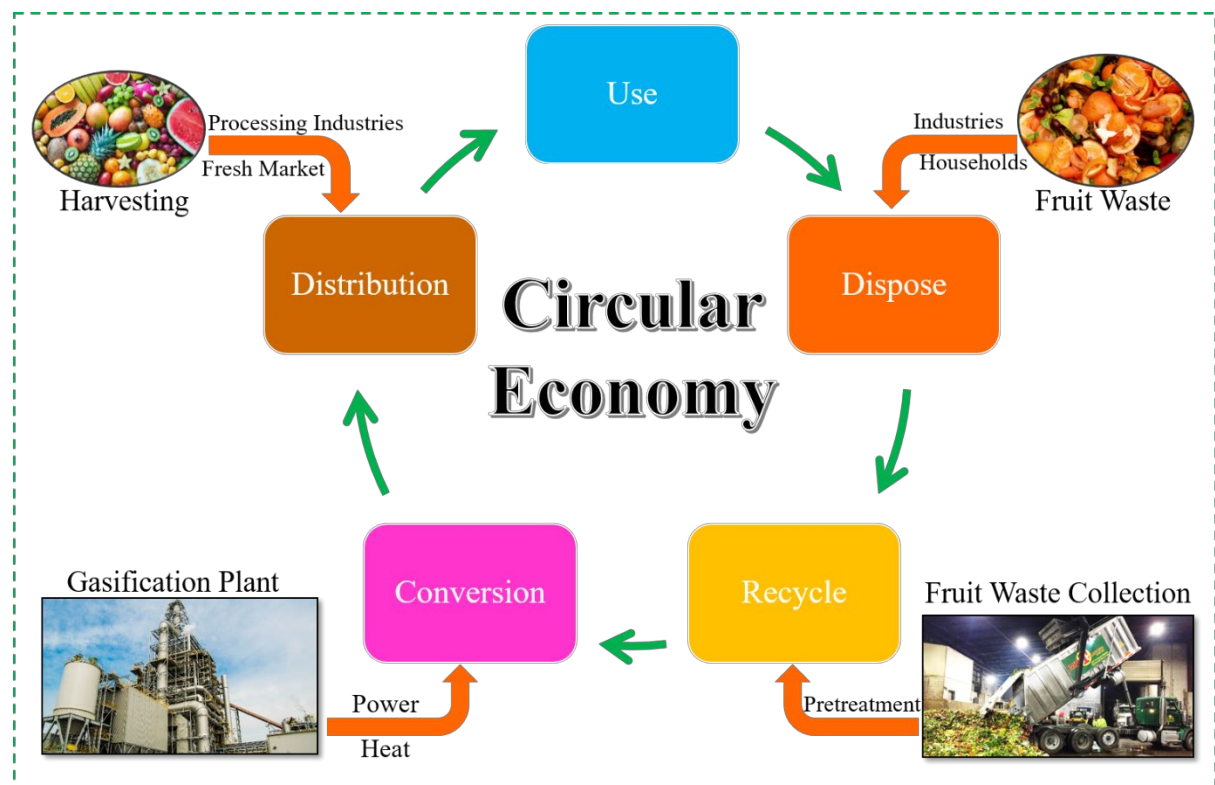 Use
Processing Industries
Fresh Market
Harvesting
Industries
Households
Fruit Waste
Distribution
Dispose
Circular
Economy
Gasification Plant
Conversion
Recycle
Fruit Waste Collection
Power
Heat
Pretreatment